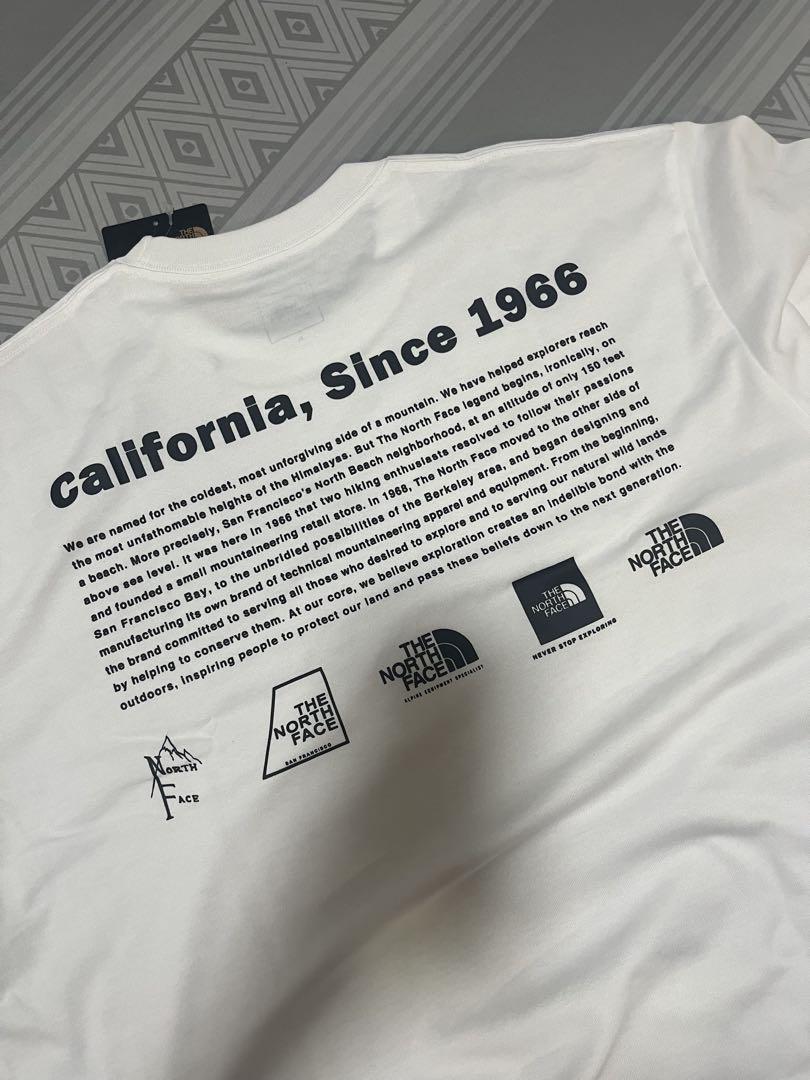 THE
NORTH
California, Since 1966
We are named for the coldest, most unforgiving side of a mountain. We have helped explorers reach
the most unfathomable heights of the Himalayas. But The North Face legend begins, ironically, on
a beach. More precisely, San Francisco's North Beach neighborhood, at an altitude of only 150 feet
above sea level. It was here in 1966 that two hiking enthusiasts resolved to follow their passions
and founded a small mountaineering retail store. In 1968, The North Face moved to the other side of
San Francisco Bay, to the unbridled possibilities of the Berkeley area, and began designing and
manufacturing its own brand of technical mountaineering apparel and equipment. From the beginning,
the brand committed to serving all those who desired to explore and to serving our natural wild lands
by helping to conserve them. At our core, we believe exploration creates an indelible bond with the
outdoors, inspiring people to protect our land and pass these beliefs down to the next generation.
NORTH
FACE
THE
NORTH
FACE
SAN FRANCISCO
THE
NORTH
FACE
ALPINE EQUIPMENT SPECIALIST
THE
NORTH
FACE
NEVER STOP EXPLORING
THE
NORTH
FACE